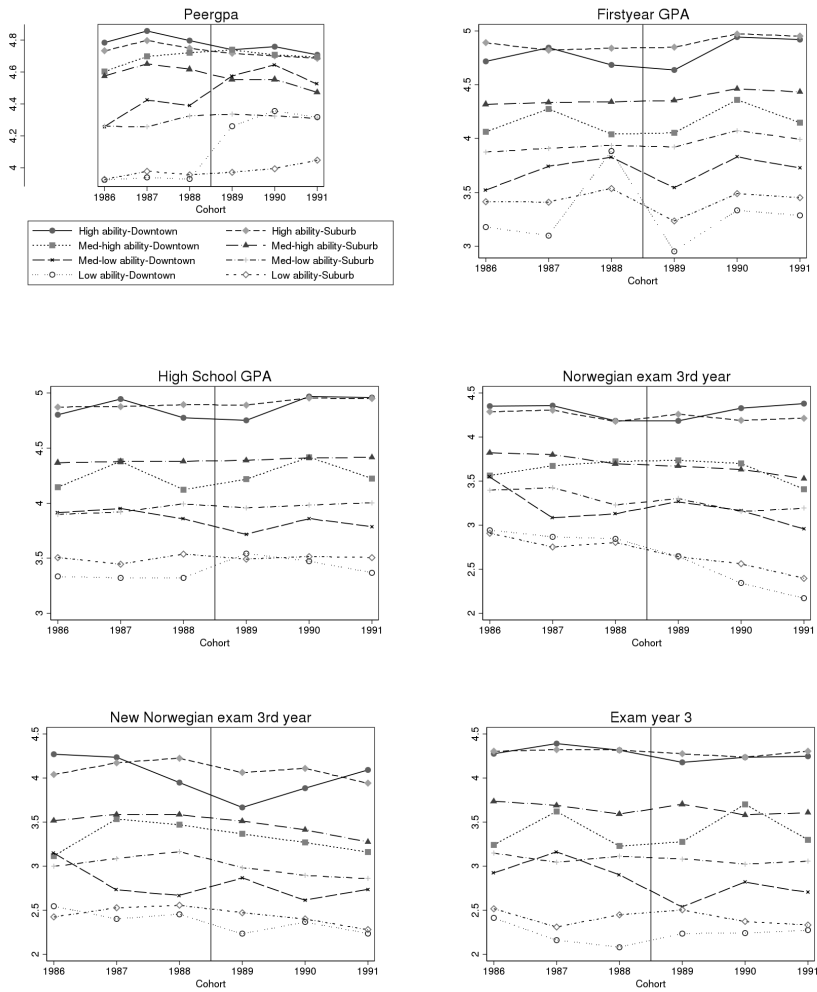 Peergpa
4.8
4.6
4.4
4.2
4
1986 1987 1988 1989 1990 1991
Cohort
High ability-Downtown High ability-Suburb
Med-high ability-Downtown Med-high ability-Suburb
Med-low ability-Downtown Med-low ability-Suburb
Low ability-Downtown Low ability-Suburb
Firstyear GPA
5
4.5
4
3.5
3
1986 1987 1988 1989 1990 1991
Cohort
High School GPA
5
4.5
4
3.5
3
1986 1987 1988 1989 1990 1991
Cohort
Norwegian exam 3rd year
4.5
4
3.5
3
2.5
2
1986 1987 1988 1989 1990 1991
Cohort
New Norwegian exam 3rd year
4.5
4
3.5
3
2.5
2
1986 1987 1988 1989 1990 1991
Cohort
Exam year 3
4.5
4
3.5
3
2.5
2
1986 1987 1988 1989 1990 1991
Cohort